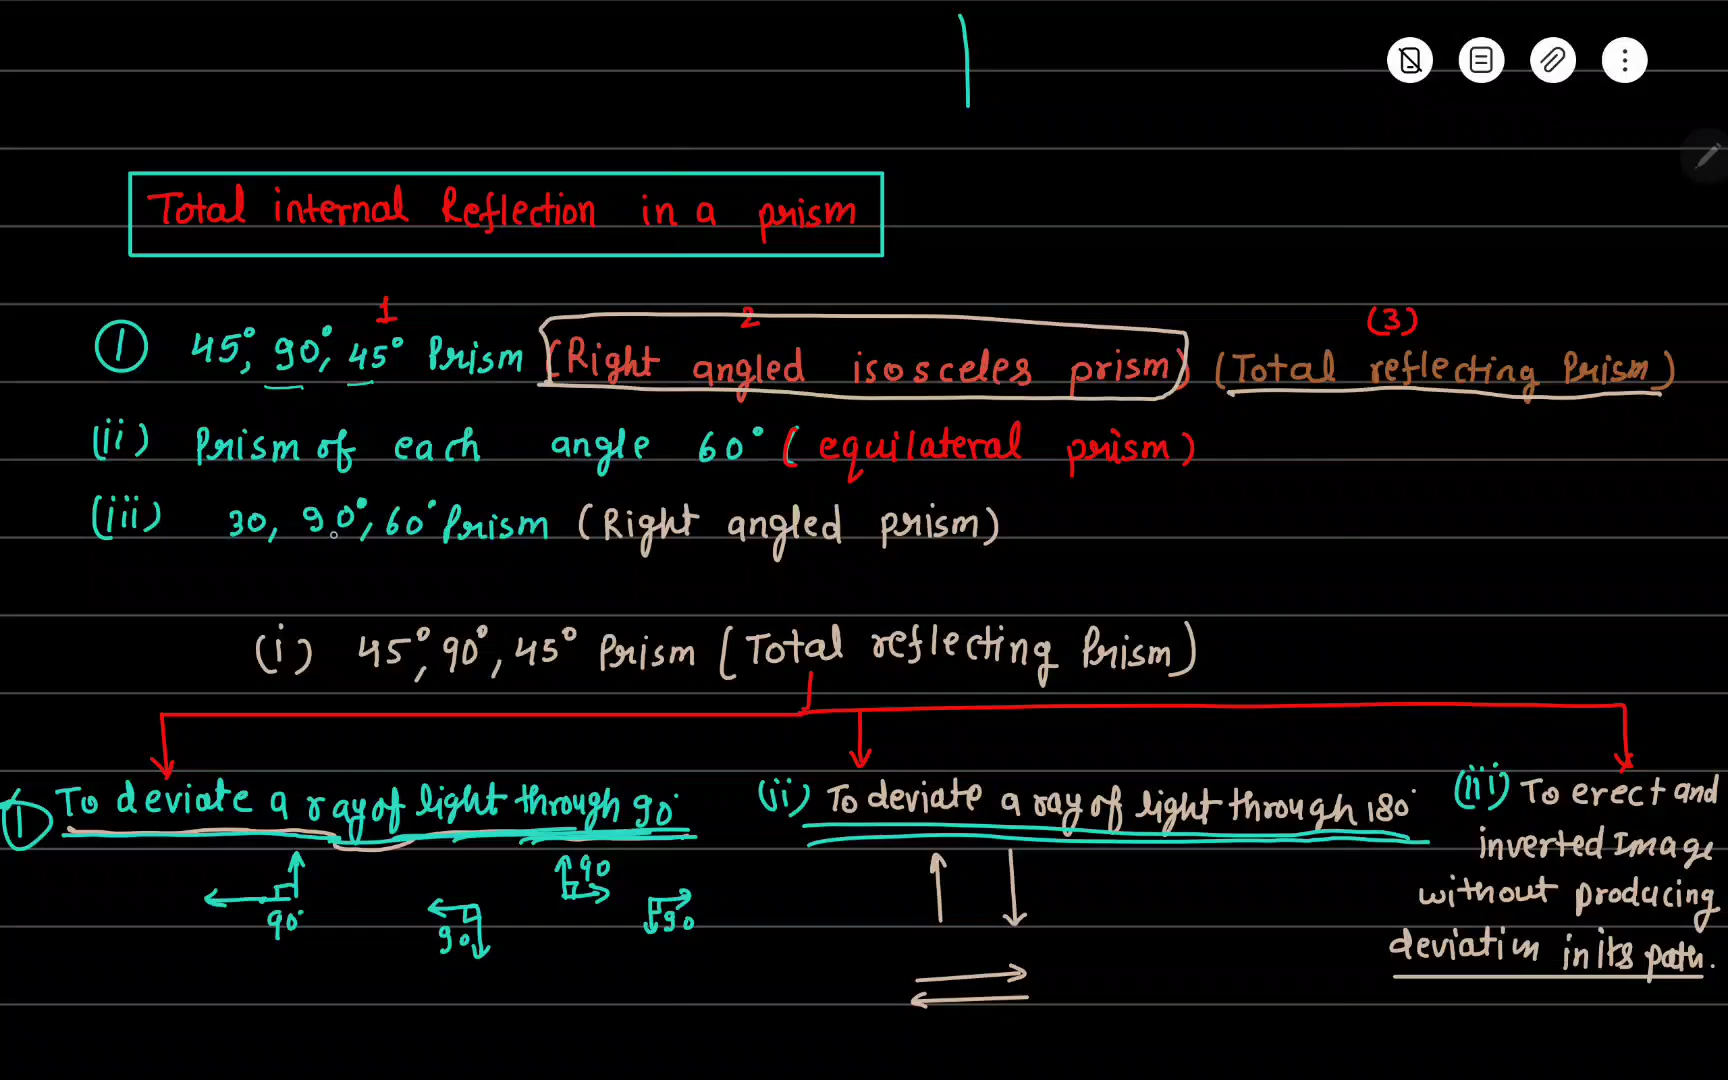 Total internal Reflection in a prism
1 2 (3)
① 45°, 90°, 45° Prism (Right angled isosceles prism) (Total reflecting Prism)
(ii) Prism of each angle 60° (equilateral prism)
(iii) 30, 90°, 60° Prism (Right angled prism)
(i) 45°, 90°, 45° Prism [Total reflecting Prism)
① To deviate a ray of light through 90°
(ii) To deviate a ray of light through 180°
(iii) To erect and
inverted Image
without producing
deviation in its path.
90°
90
90
90